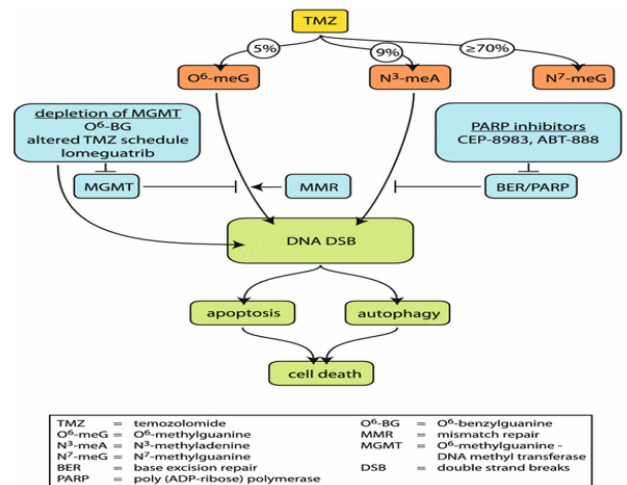 TMZ
5%
9%
≥70%
O⁶-meG
N³-meA
N⁷-meG
depletion of MGMT
O⁶-BG
altered TMZ schedule
lomeguatrib
PARP inhibitors
CEP-8983, ABT-888
MGMT
MMR
BER/PARP
DNA DSB
apoptosis
autophagy
cell death
TMZ = temozolomide
O⁶-meG = O⁶-methylguanine
N³-meA = N³-methyladenine
N⁷-meG = N⁷-methylguanine
BER = base excision repair
PARP = poly (ADP-ribose) polymerase
O⁶-BG = O⁶-benzylguanine
MMR = mismatch repair
MGMT = O⁶-methylguanine -
DNA methyl transferase
DSB = double strand breaks